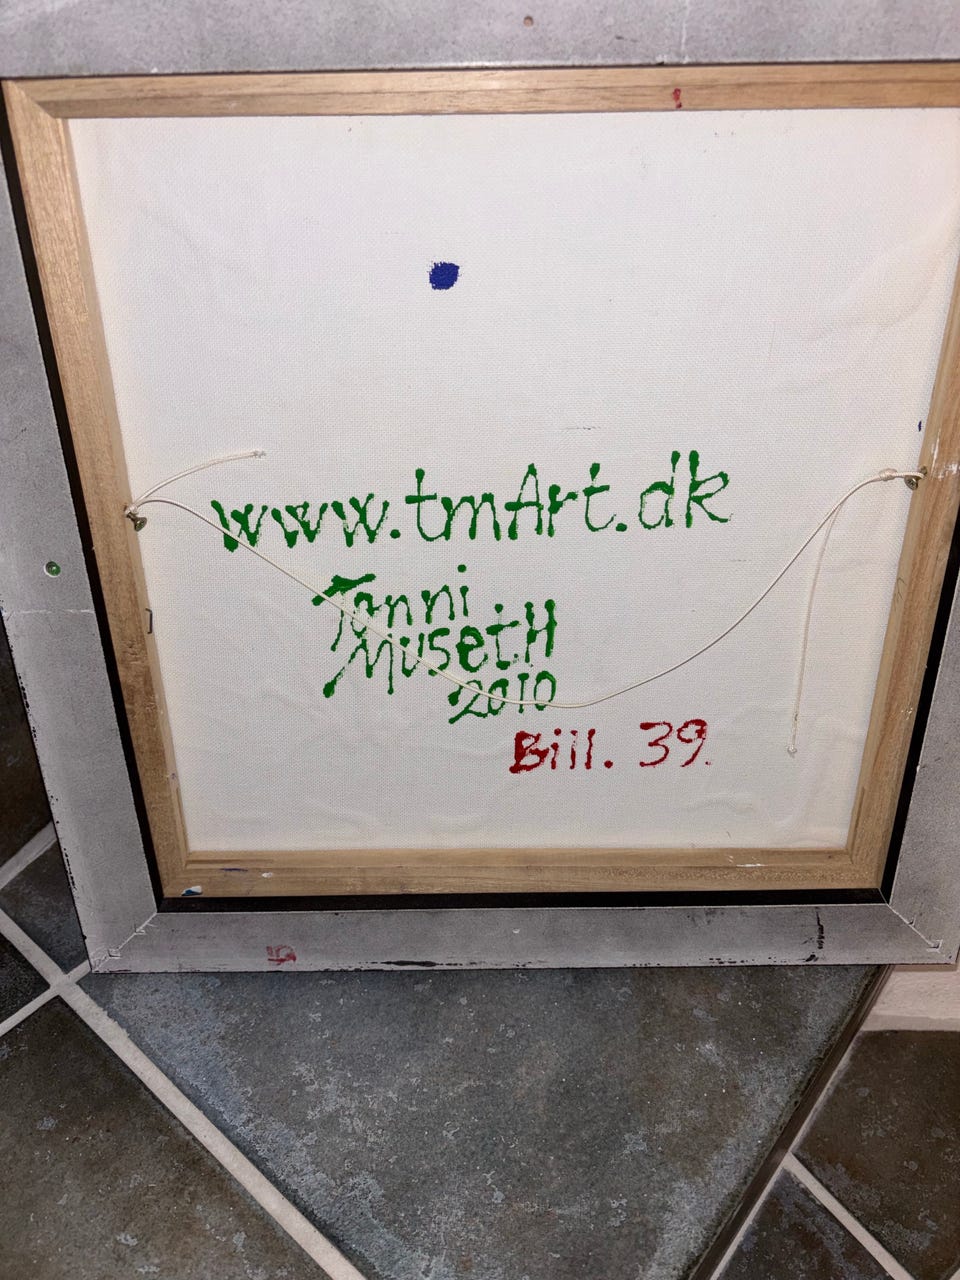 www.tmArt.dk
Tanni
MusetH
2010
Bill. 39.